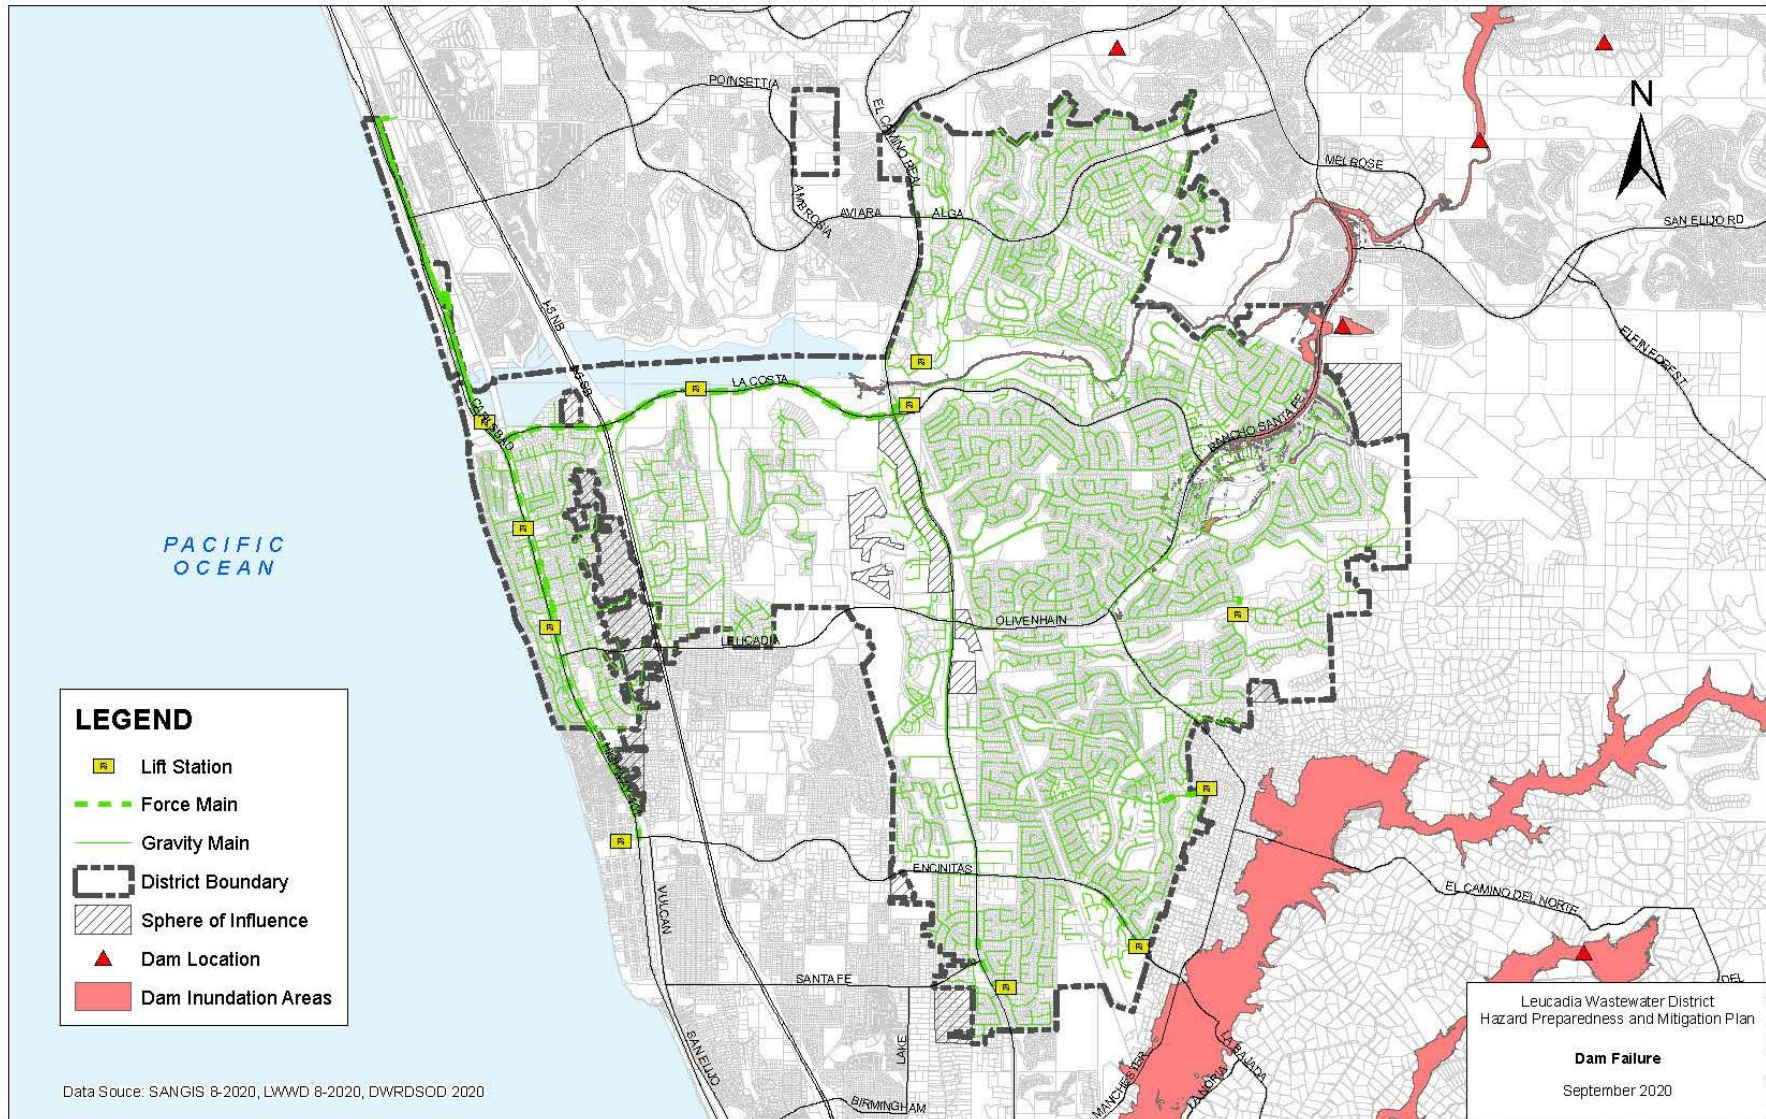 POINSETTIA
EL CAMINO REAL
N
MELROSE
SAN ELIJO RD
AMBROSIA
AVIARA
ALGA
I-5 NB
I-5 SB
ELFIN FOREST
LA COSTA
CARLSBAD
RANCHO SANTA FE
PACIFIC
OCEAN
OLIVENHAIN
LEUCADIA
LEGEND
Lift Station
Force Main
Gravity Main
District Boundary
Sphere of Influence
Dam Location
Dam Inundation Areas
ENCINITAS
VULCAN
EL CAMINO DEL NORTE
SANTA FE
DEL
LAKE
SAN ELIJO
MANCHESTER
LA BAJADA
LA NORIA
BIRMINGHAM
Leucadia Wastewater District
Hazard Preparedness and Mitigation Plan
Dam Failure
September 2020
Data Souce: SANGIS 8-2020, LWWD 8-2020, DWRDSOD 2020